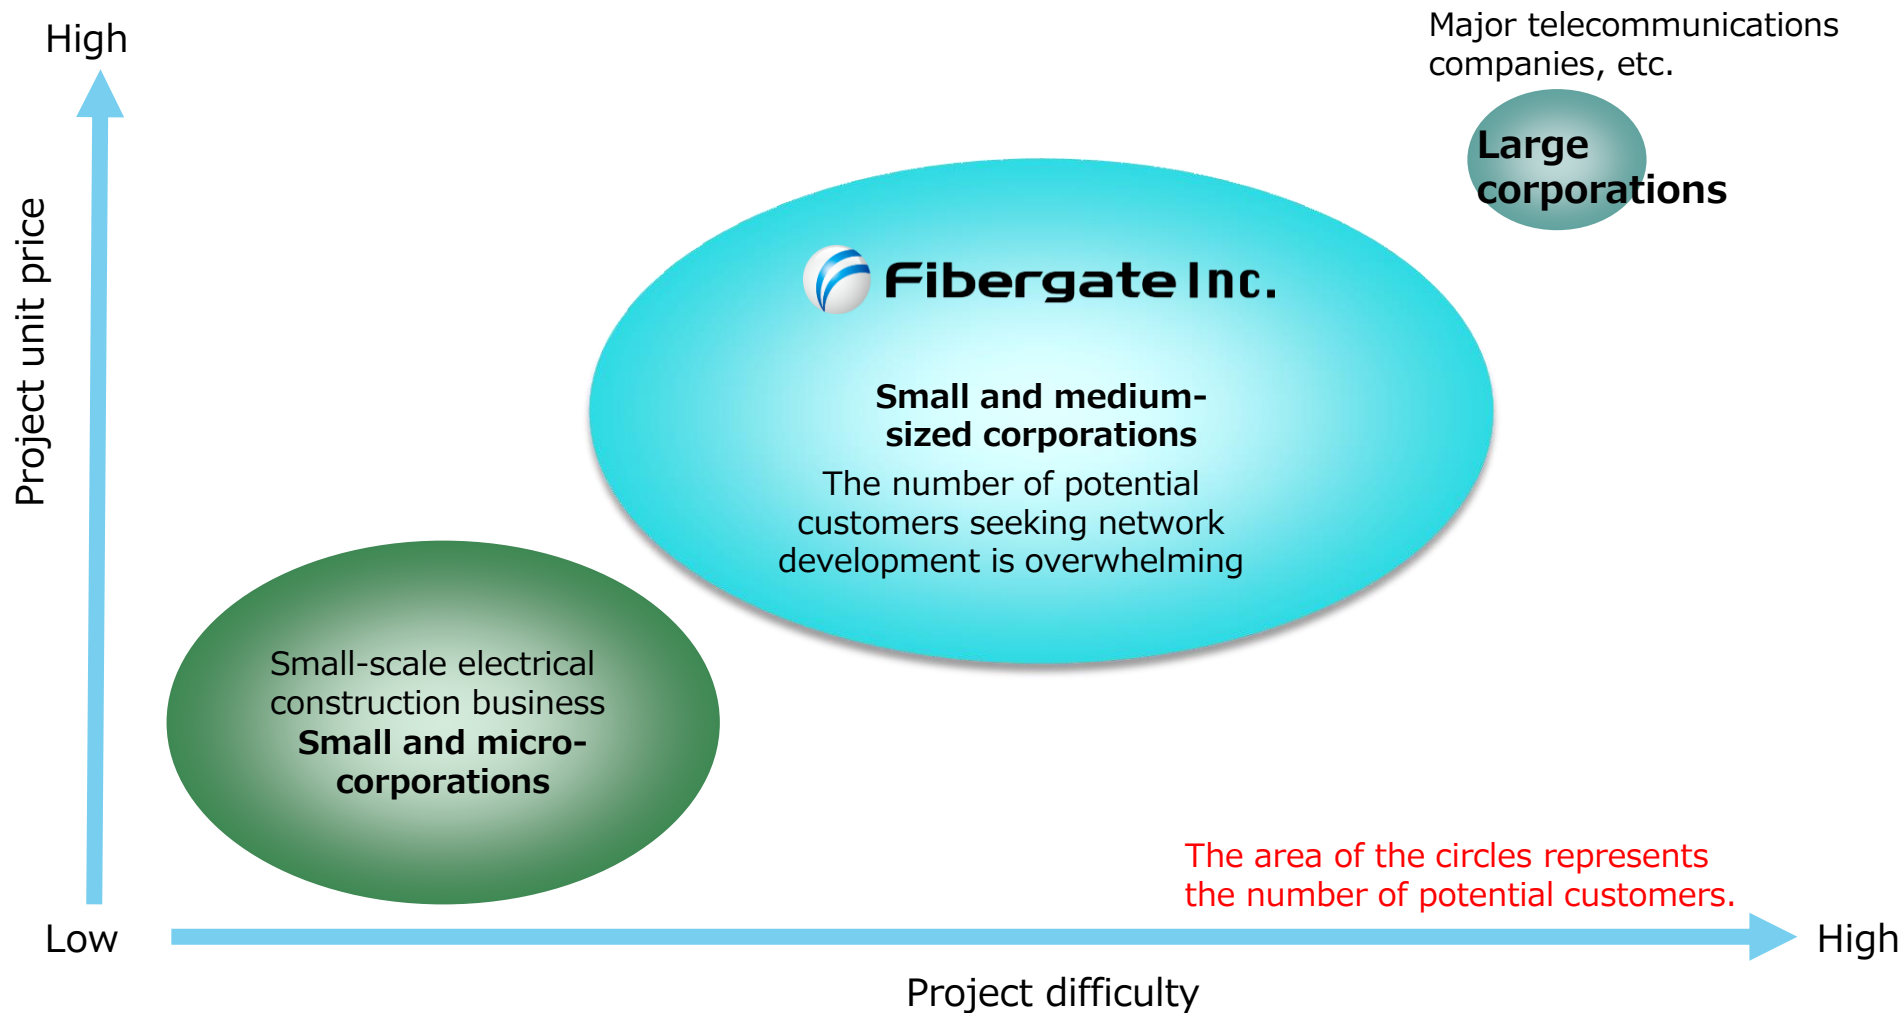 High
Major telecommunications
companies, etc.
Large
corporations
Project unit price
Fibergate Inc.
Small and medium-
sized corporations
The number of potential
customers seeking network
development is overwhelming
Small-scale electrical
construction business
Small and micro-
corporations
The area of the circles represents
the number of potential customers.
Low
High
Project difficulty